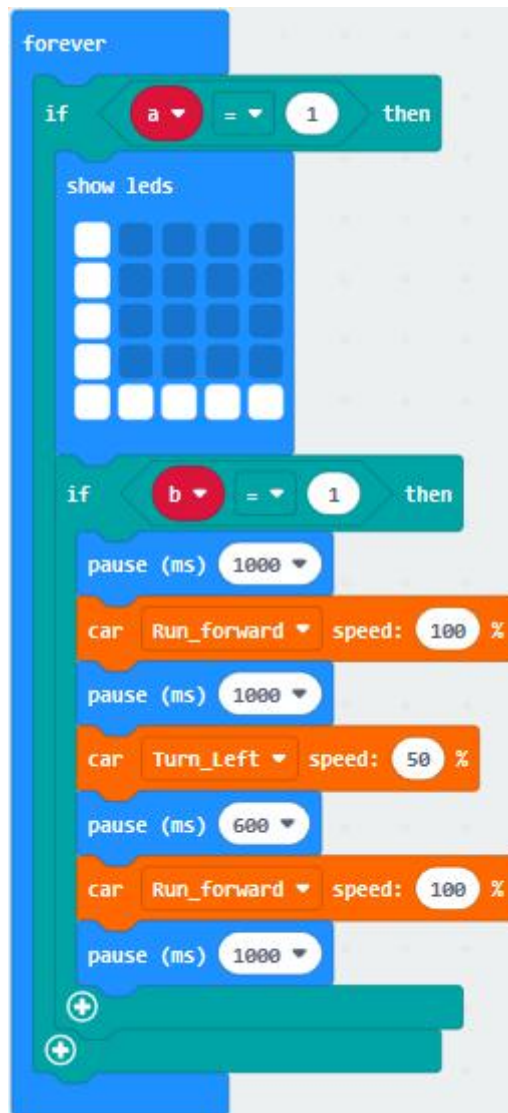 forever
if a = 1 then
show leds
if b = 1 then
pause (ms) 1000
car Run_forward speed: 100 %
pause (ms) 1000
car Turn_Left speed: 50 %
pause (ms) 600
car Run_forward speed: 100 %
pause (ms) 1000